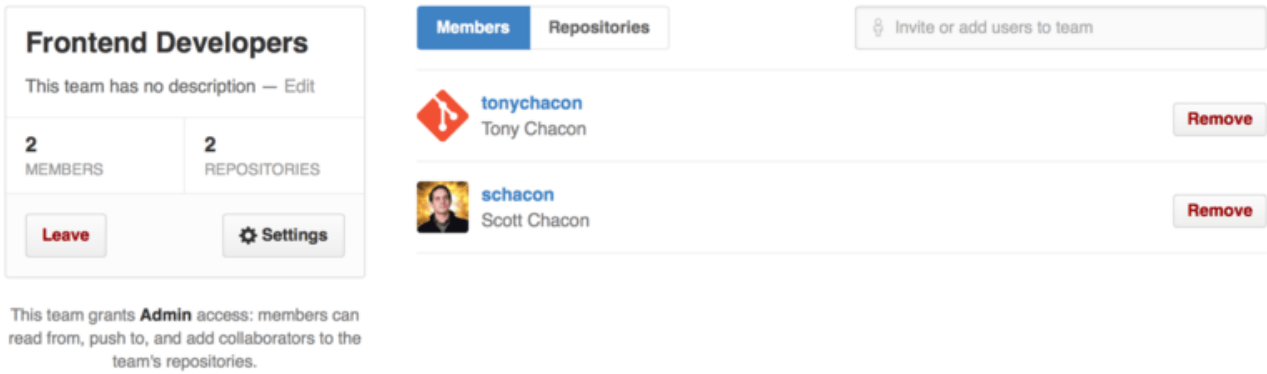 Frontend Developers
This team has no description — Edit
2
MEMBERS
2
REPOSITORIES
Leave
Settings
This team grants Admin access: members can
read from, push to, and add collaborators to the
team's repositories.
Members
Repositories
Invite or add users to team
tonychacon
Tony Chacon
Remove
schacon
Scott Chacon
Remove